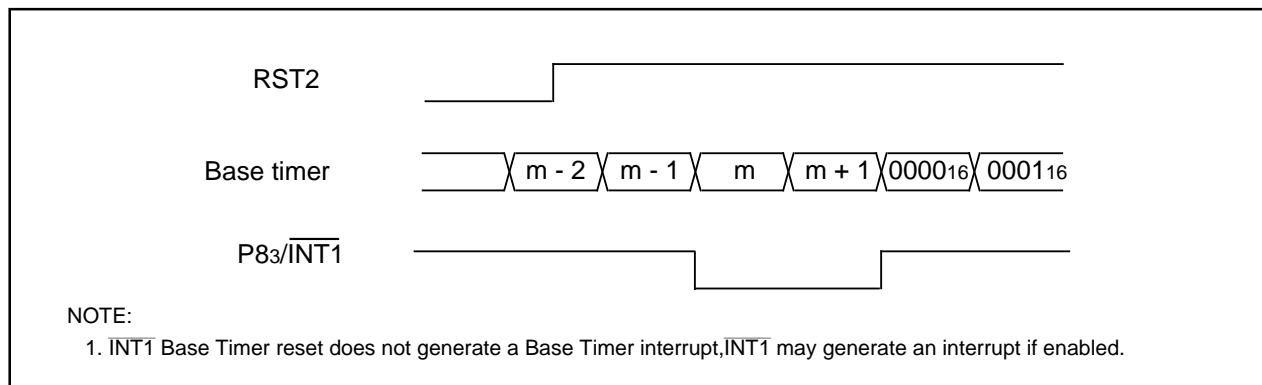 RST2
Base timer
m - 2 m - 1 m m + 1 000016 000116
P83/INT1
NOTE:
1. INT1 Base Timer reset does not generate a Base Timer interrupt,INT1 may generate an interrupt if enabled.